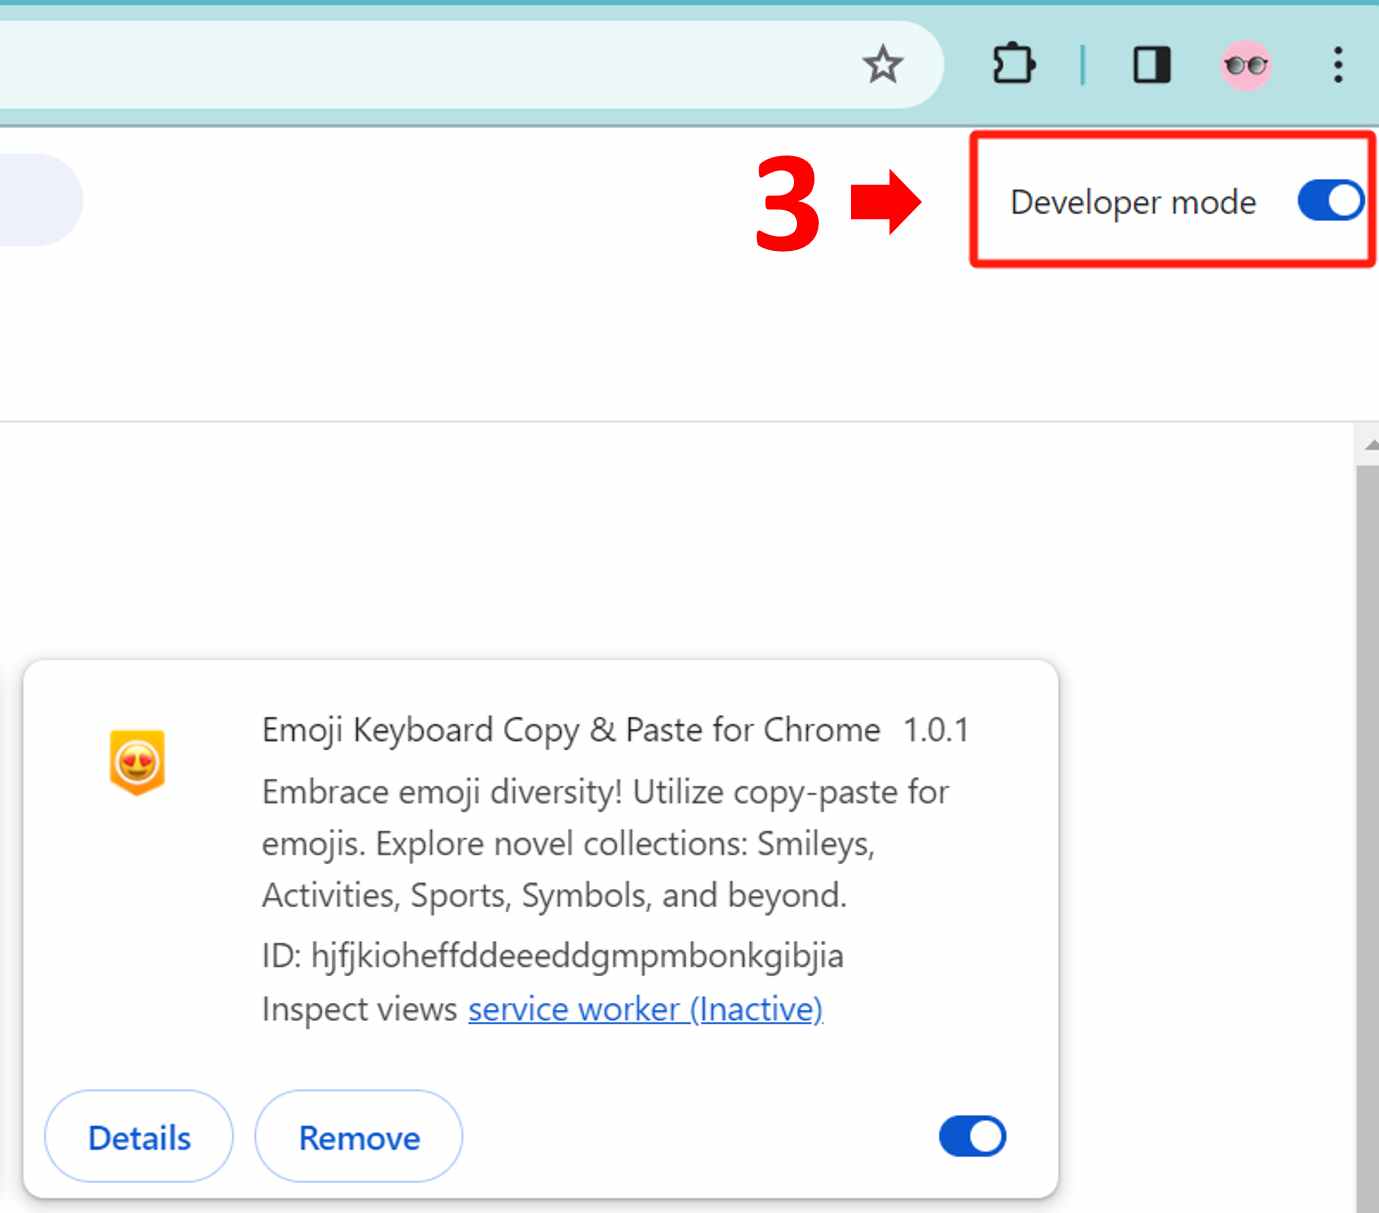 3
Developer mode
Emoji Keyboard Copy & Paste for Chrome 1.0.1
Embrace emoji diversity! Utilize copy-paste for
emojis. Explore novel collections: Smileys,
Activities, Sports, Symbols, and beyond.
ID: hjfjkioheffddeeeddgmpmbonkgibjia
Inspect views service worker (Inactive)
Details Remove